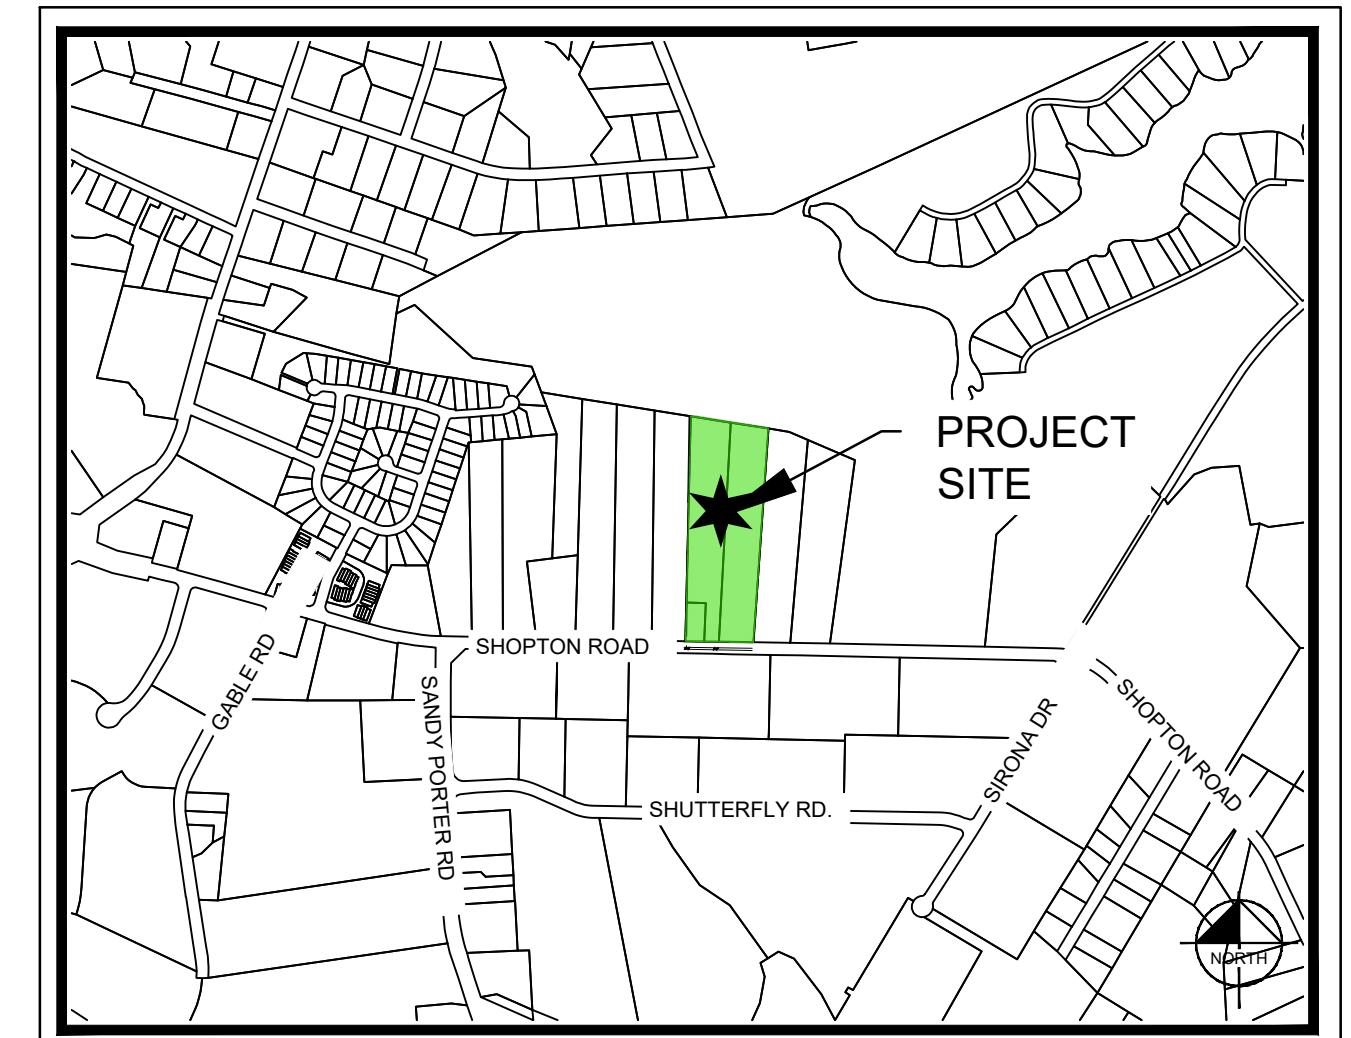 PROJECT
SITE
SHOPTON ROAD
GABLE RD
SANDY PORTER RD
SIRONA DR
SHOPTON ROAD
SHUTTERFLY RD.
NORTH